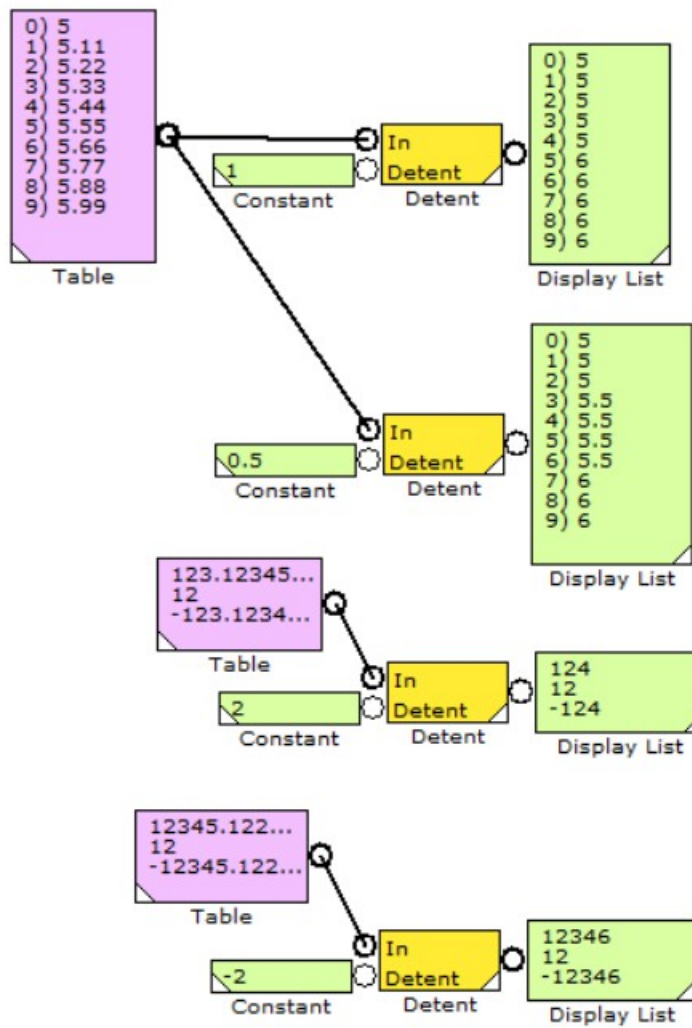 0) 5
1) 5.11
2) 5.22
3) 5.33
4) 5.44
5) 5.55
6) 5.66
7) 5.77
8) 5.88
9) 5.99
Table
1
Constant
In
Detent
Detent
0) 5
1) 5
2) 5
3) 5
4) 5
5) 6
6) 6
7) 6
8) 6
9) 6
Display List
0.5
Constant
In
Detent
Detent
0) 5
1) 5
2) 5
3) 5.5
4) 5.5
5) 5.5
6) 5.5
7) 6
8) 6
9) 6
Display List
123.12345...
12
-123.1234...
Table
2
Constant
In
Detent
Detent
124
12
-124
Display List
12345.122...
12
-12345.122...
Table
-2
Constant
In
Detent
Detent
12346
12
-12346
Display List